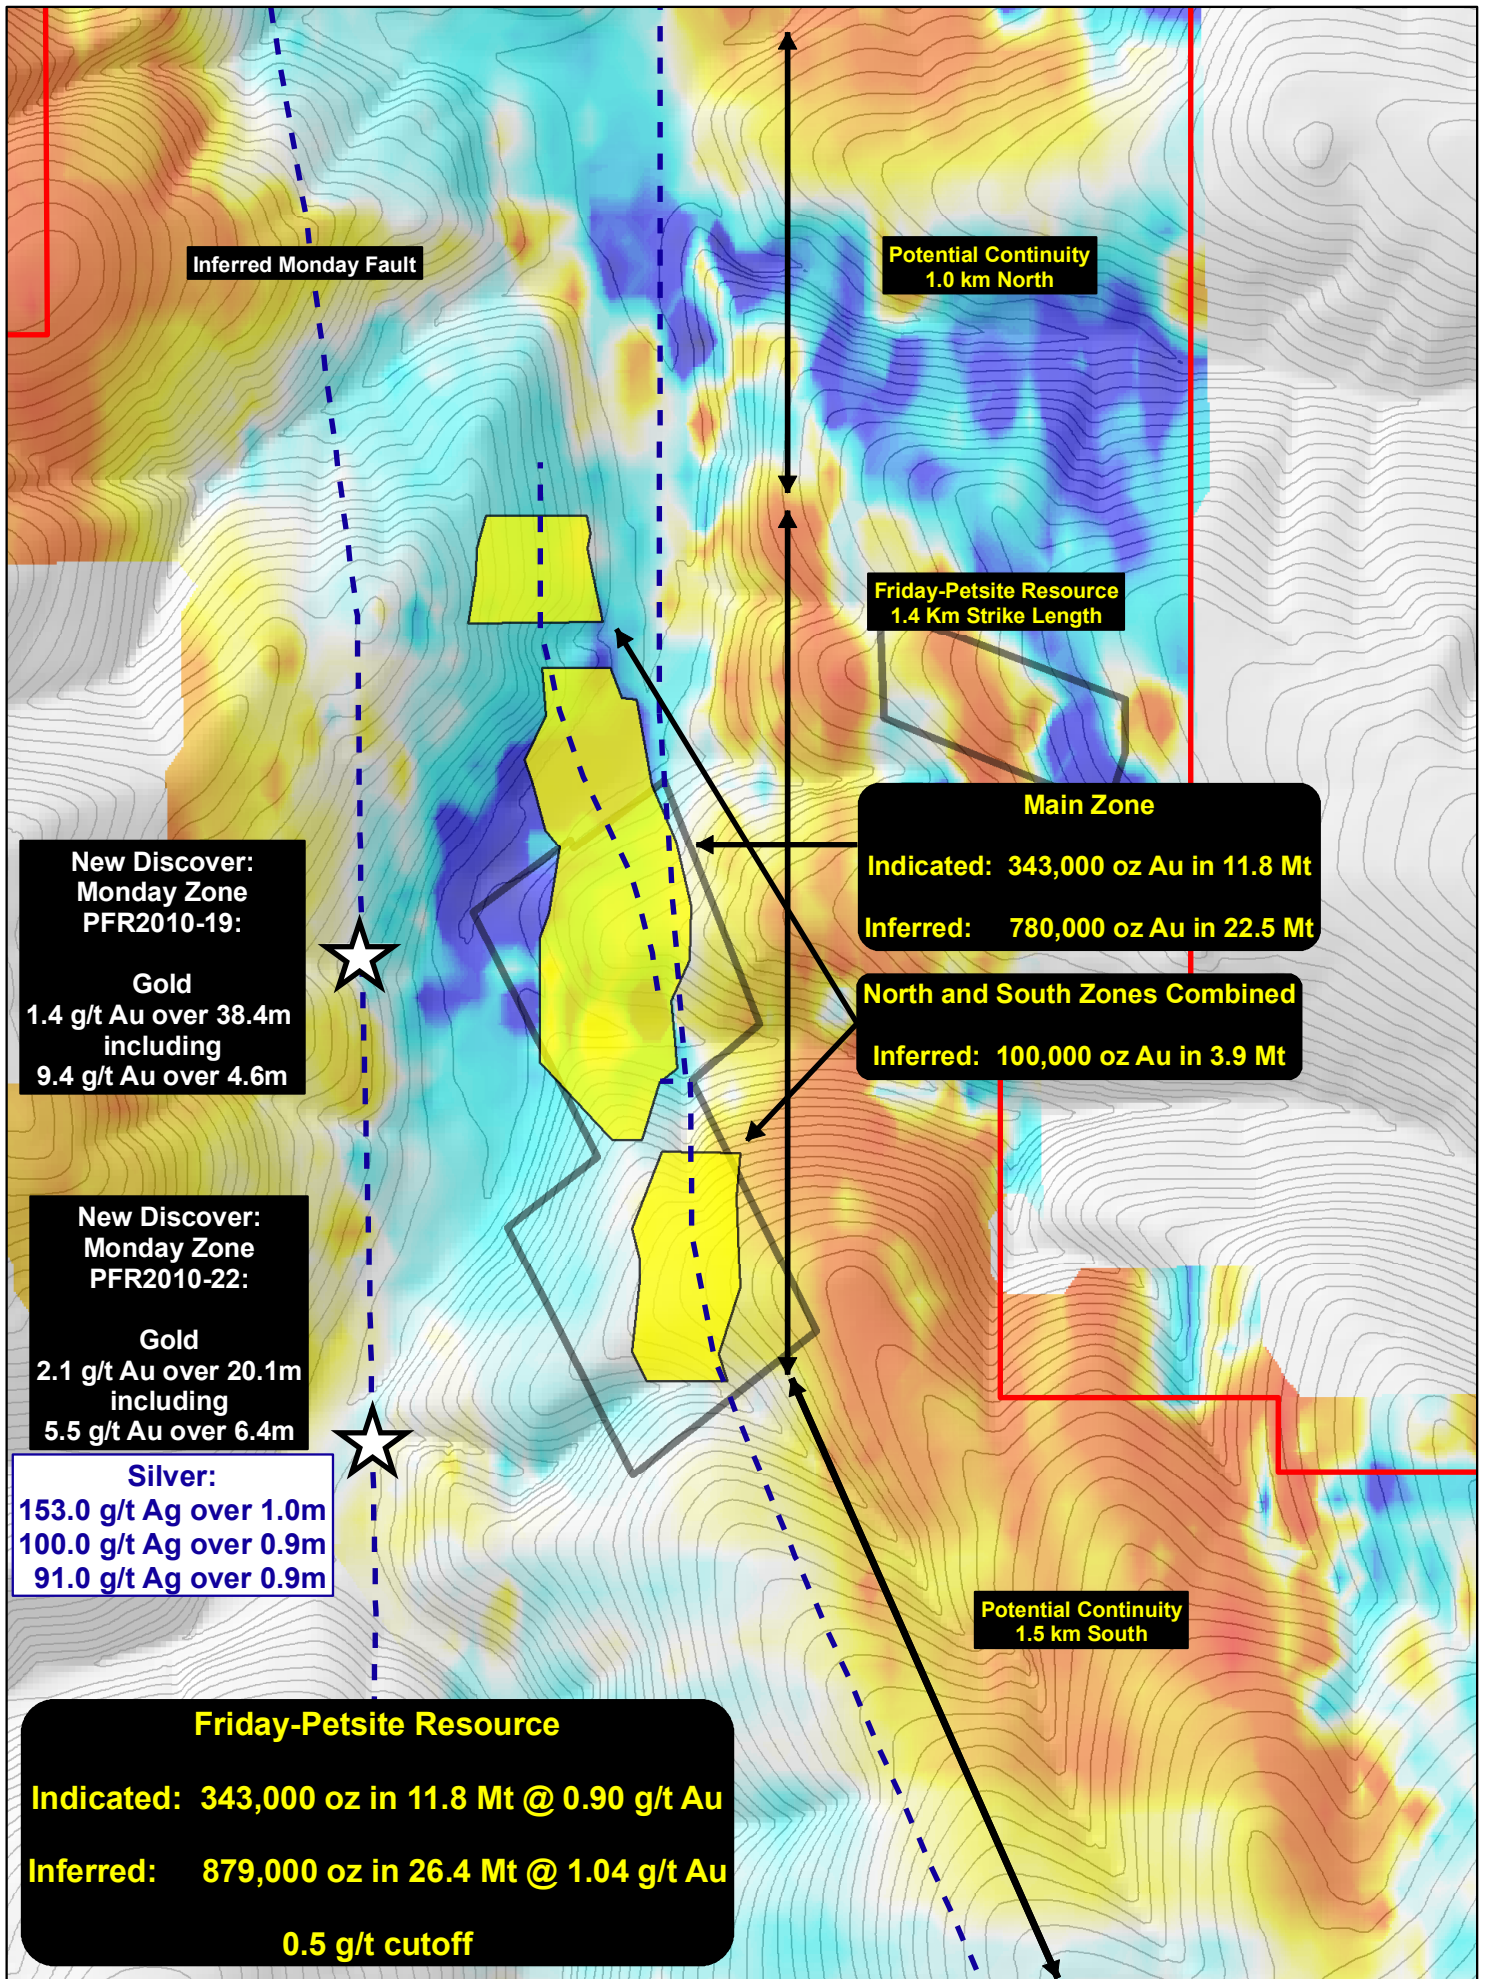 Inferred Monday Fault
Potential Continuity
1.0 km North
Friday-Petsite Resource
1.4 Km Strike Length
Main Zone
Indicated: 343,000 oz Au in 11.8 Mt
Inferred: 780,000 oz Au in 22.5 Mt
New Discover:
Monday Zone
PFR2010-19:
Gold
1.4 g/t Au over 38.4m
including
9.4 g/t Au over 4.6m
North and South Zones Combined
Inferred: 100,000 oz Au in 3.9 Mt
New Discover:
Monday Zone
PFR2010-22:
Gold
2.1 g/t Au over 20.1m
including
5.5 g/t Au over 6.4m
Silver:
153.0 g/t Ag over 1.0m
100.0 g/t Ag over 0.9m
91.0 g/t Ag over 0.9m
Potential Continuity
1.5 km South
Friday-Petsite Resource
Indicated: 343,000 oz in 11.8 Mt @ 0.90 g/t Au
Inferred: 879,000 oz in 26.4 Mt @ 1.04 g/t Au
0.5 g/t cutoff